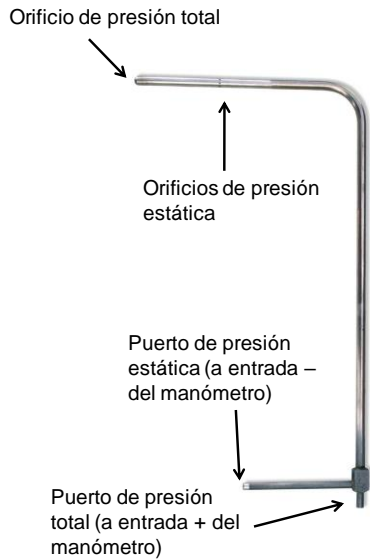 Orificio de presión total
Orificios de presión
estática
Puerto de presión
estática (a entrada –
del manómetro)
Puerto de presión
total (a entrada + del
manómetro)